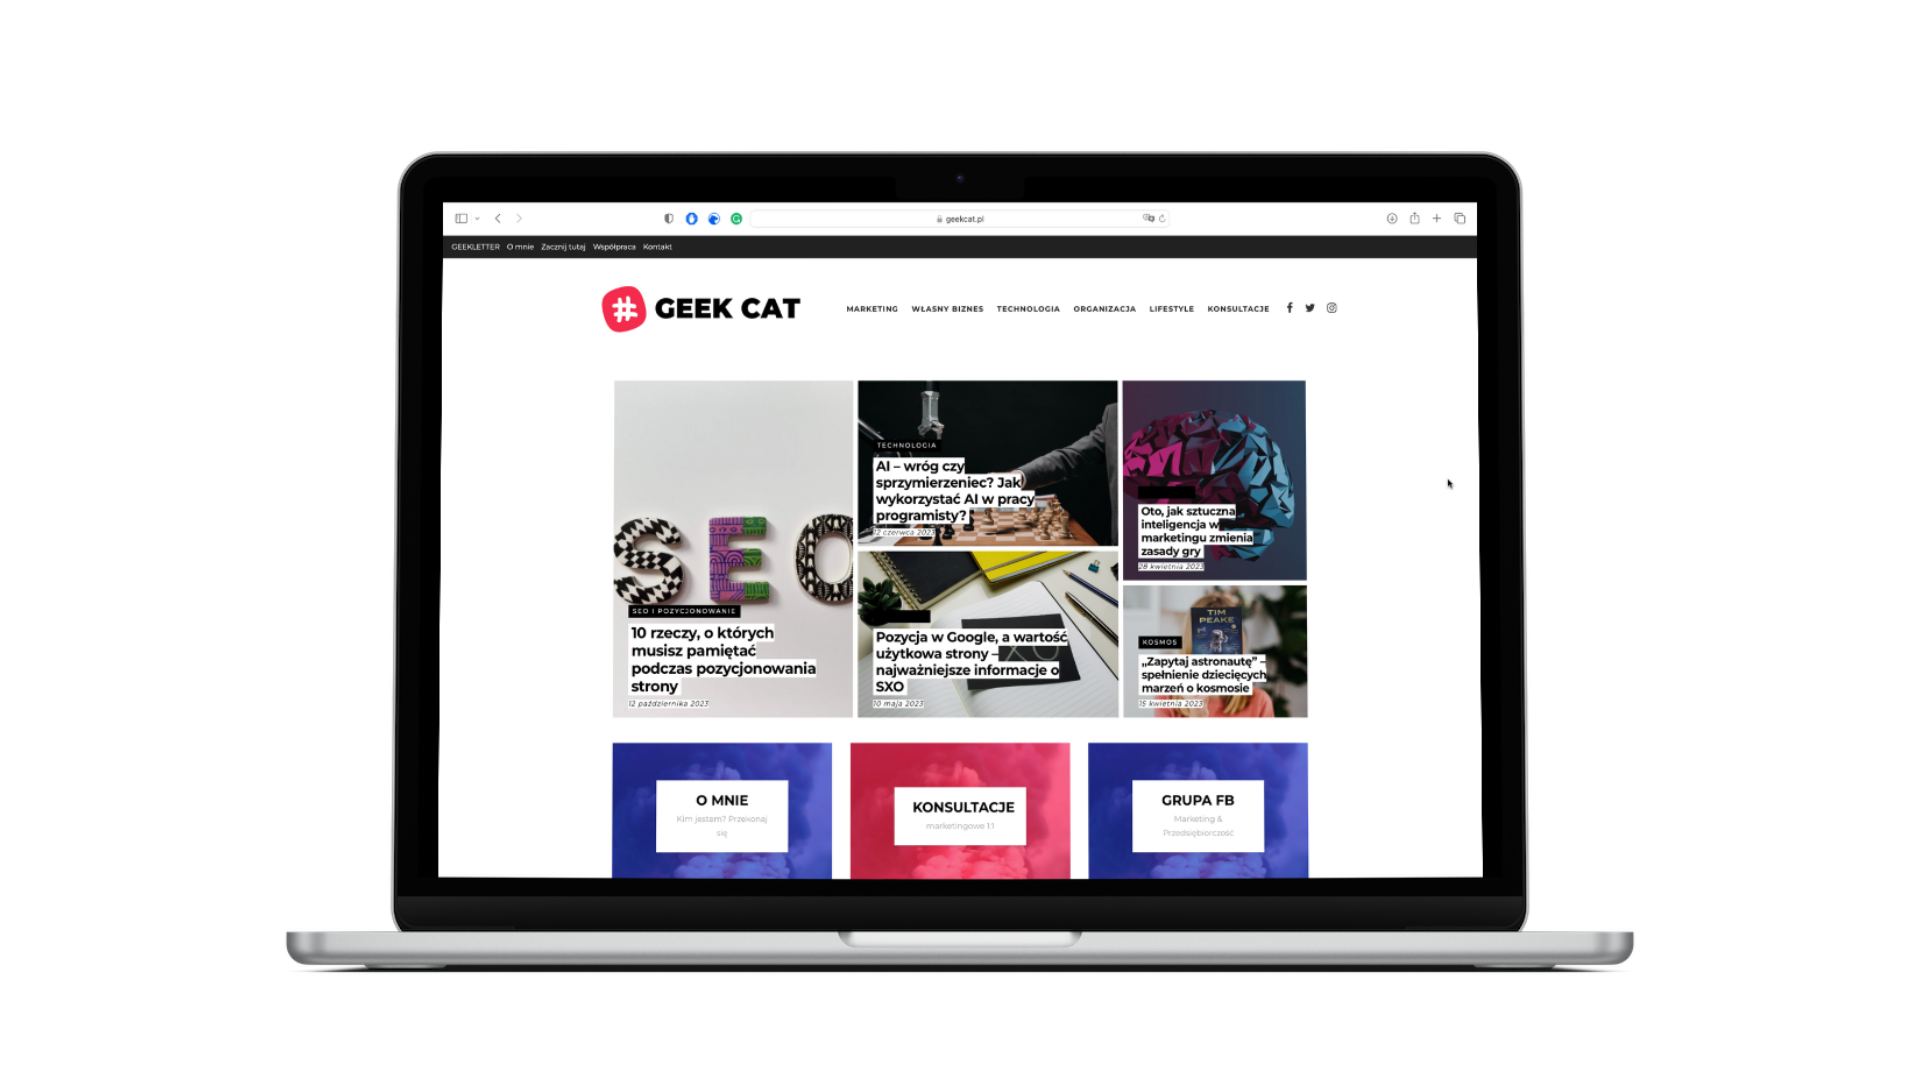 geekcat.pl
GEEKLETTER O mnie Zacznij tutaj Współpraca Kontakt
# GEEK CAT
MARKETING WŁASNY BIZNES TECHNOLOGIA ORGANIZACJA LIFESTYLE KONSULTACJE
SEO
SEO I POZYCJONOWANIE
10 rzeczy, o których
musisz pamiętać
podczas pozycjonowania
strony
12 października 2023
TECHNOLOGIA
AI – wróg czy
sprzymierzeniec? Jak
wykorzystać AI w pracy
programisty?
12 czerwca 2023
Pozycja w Google, a wartość
użytkowa strony –
najważniejsze informacje o
SXO
10 maja 2023
Oto, jak sztuczna
inteligencja w
marketingu zmienia
zasady gry
28 kwietnia 2023
TIM
PEAKE
KOSMOS
„Zapytaj astronautę” –
spełnienie dziecięcych
marzeń o kosmosie
15 kwietnia 2023
O MNIE
Kim jestem? Przekonaj
się
KONSULTACJE
marketingowe 1:1
GRUPA FB
Marketing &
Przedsiębiorczość